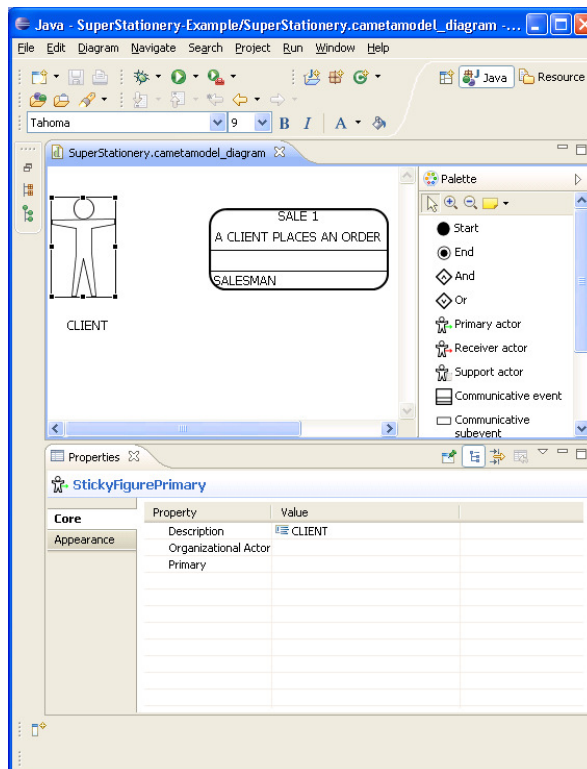 Java - SuperStationery-Example/SuperStationery.cametamodel_diagram - ...
File Edit Diagram Navigate Search Project Run Window Help
Java Resource
Tahoma 9 B I A
SuperStationery.cametamodel_diagram
Palette
SALE 1
A CLIENT PLACES AN ORDER
SALESMAN
CLIENT
Start
End
And
Or
Primary actor
Receiver actor
Support actor
Communicative event
Communicative
subevent
Properties
StickyFigurePrimary
Core
Appearance
Property Value
Description CLIENT
Organizational Actor
Primary